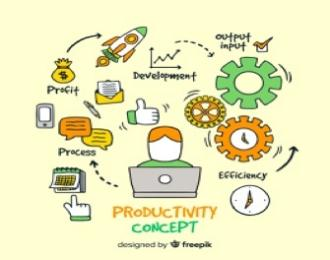 OUTPUT
INPUT
Development
Profit
Process
Efficiency
PRODUCTIVITY
CONCEPT
designed by freepik